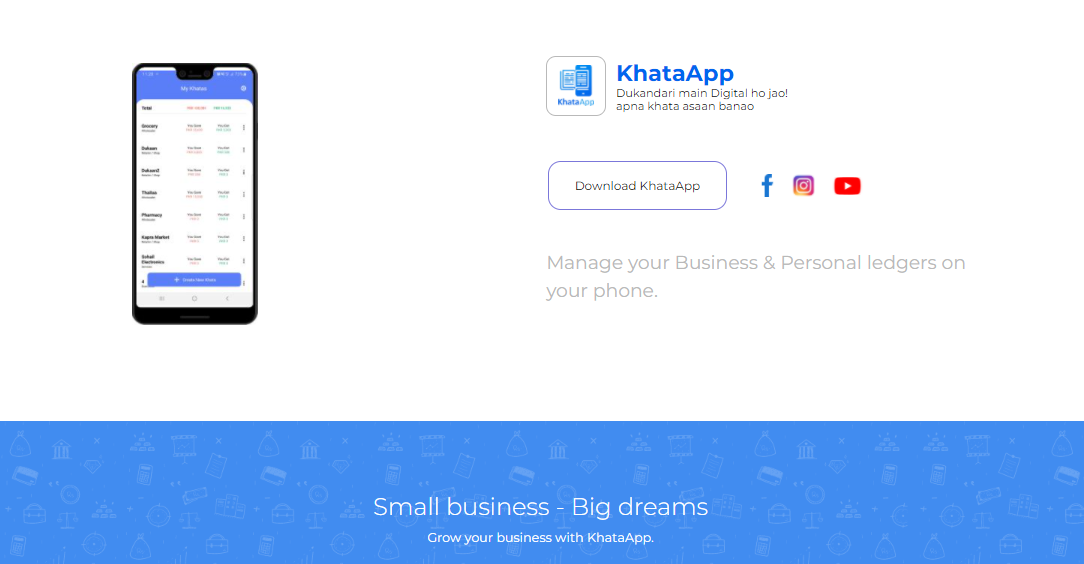 My Khatas
Total
Grocery
Dukawn
Dukawn2
Thailaa
Pharmacy
Kapra Market
Sohail
Electronics
Create New Khata
KhataApp
KhataApp
Dukandari main Digital ho jao!
apna khata asaan banao
Download KhataApp
Manage your Business & Personal ledgers on
your phone.
Small business - Big dreams
Grow your business with KhataApp.